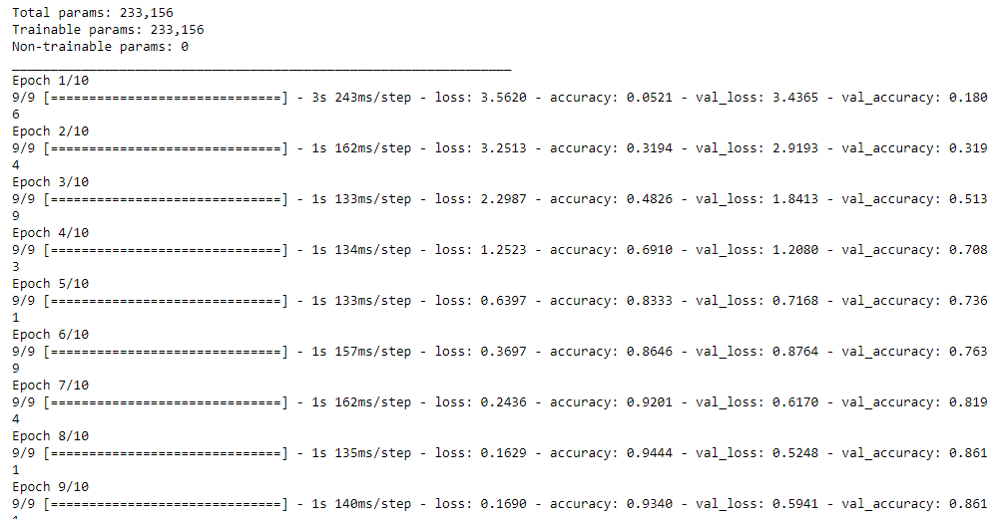 Total params: 233,156
Trainable params: 233,156
Non-trainable params: 0
_________________________________________________________________
Epoch 1/10
9/9 [==============================] - 3s 243ms/step - loss: 3.5620 - accuracy: 0.0521 - val_loss: 3.4365 - val_accuracy: 0.180
6
Epoch 2/10
9/9 [==============================] - 1s 162ms/step - loss: 3.2513 - accuracy: 0.3194 - val_loss: 2.9193 - val_accuracy: 0.319
4
Epoch 3/10
9/9 [==============================] - 1s 133ms/step - loss: 2.2987 - accuracy: 0.4826 - val_loss: 1.8413 - val_accuracy: 0.513
9
Epoch 4/10
9/9 [==============================] - 1s 134ms/step - loss: 1.2523 - accuracy: 0.6910 - val_loss: 1.2080 - val_accuracy: 0.708
3
Epoch 5/10
9/9 [==============================] - 1s 133ms/step - loss: 0.6397 - accuracy: 0.8333 - val_loss: 0.7168 - val_accuracy: 0.736
1
Epoch 6/10
9/9 [==============================] - 1s 157ms/step - loss: 0.3697 - accuracy: 0.8646 - val_loss: 0.8764 - val_accuracy: 0.763
9
Epoch 7/10
9/9 [==============================] - 1s 162ms/step - loss: 0.2436 - accuracy: 0.9201 - val_loss: 0.6170 - val_accuracy: 0.819
4
Epoch 8/10
9/9 [==============================] - 1s 135ms/step - loss: 0.1629 - accuracy: 0.9444 - val_loss: 0.5248 - val_accuracy: 0.861
1
Epoch 9/10
9/9 [==============================] - 1s 140ms/step - loss: 0.1690 - accuracy: 0.9340 - val_loss: 0.5941 - val_accuracy: 0.861